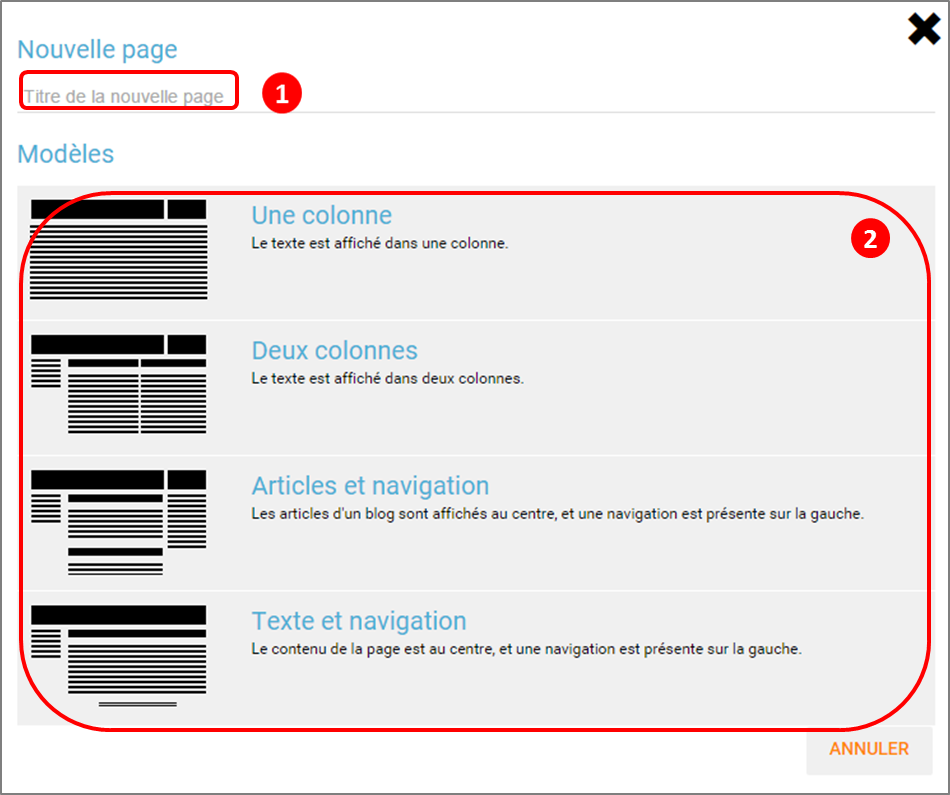 Nouvelle page
Titre de la nouvelle page
1
Modèles
Une colonne
Le texte est affiché dans une colonne.
2
Deux colonnes
Le texte est affiché dans deux colonnes.
Articles et navigation
Les articles d'un blog sont affichés au centre, et une navigation est présente sur la gauche.
Texte et navigation
Le contenu de la page est au centre, et une navigation est présente sur la gauche.
ANNULER